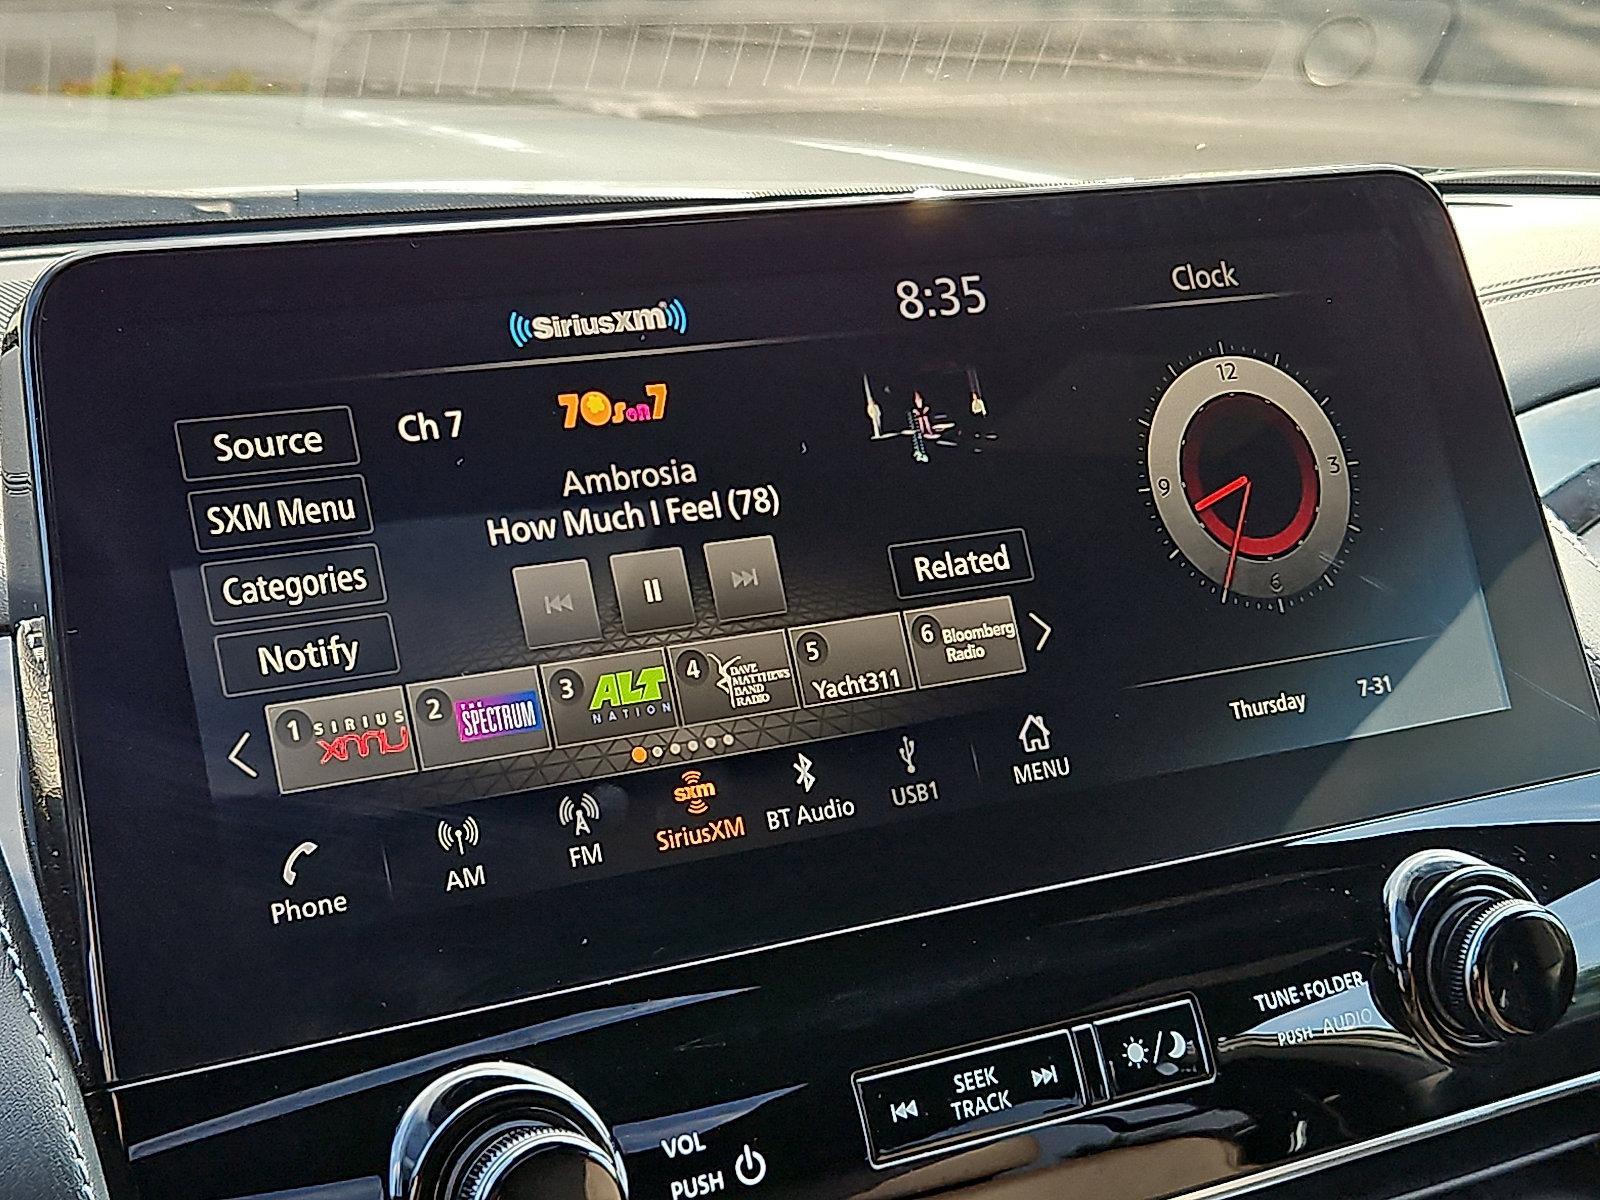 SiriusXM
8:35
Clock
Source
Ch 7
70s on 7
12
3
6
9
Ambrosia
SXM Menu
How Much I Feel (78)
Categories
Related
Notify
1 SIRIUS XMU
2 THE SPECTRUM
3 ALT NATION
4 DAVE MATTHEWS BAND RADIO
5 Yacht311
6 Bloomberg Radio
Thursday 7-31
Phone
AM
FM
sxm
SiriusXM
BT Audio
USB1
MENU
TUNE·FOLDER
PUSH AUDIO
SEEK
TRACK
VOL
PUSH